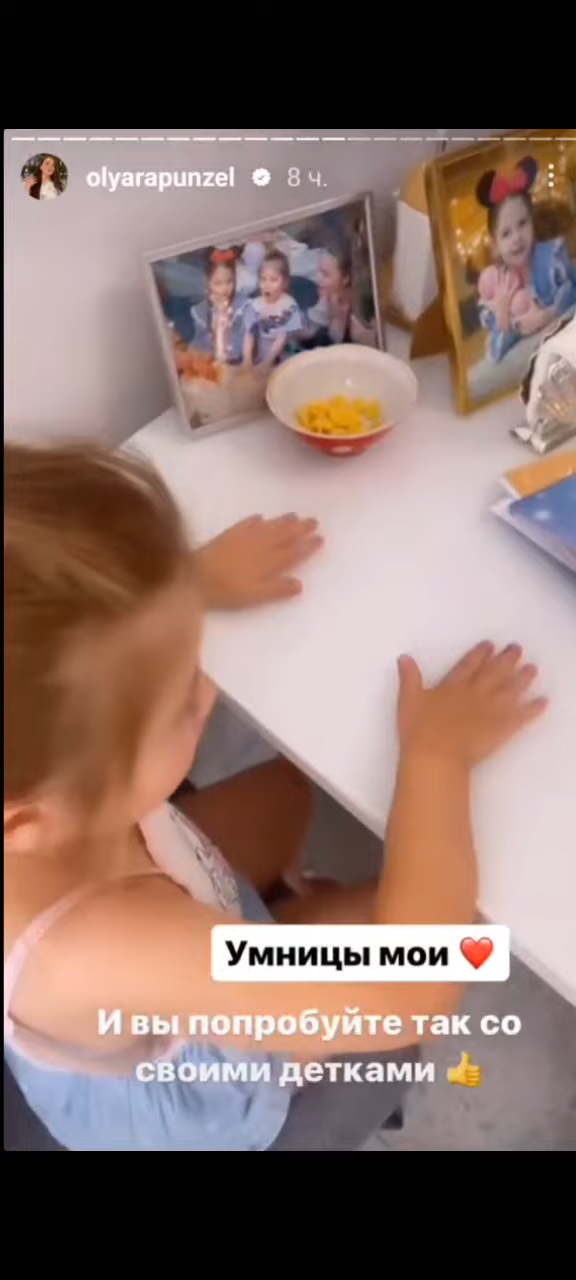 olyarapunzel 8 ч.
Умницы мои ❤️
И вы попробуйте так со
своими детками 👍